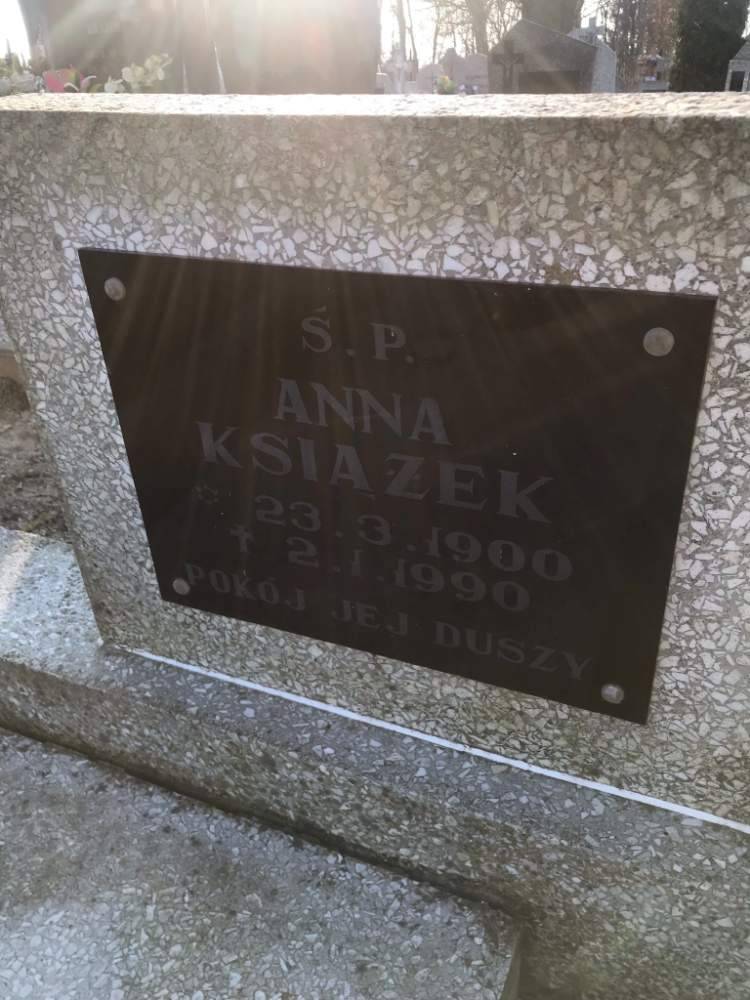 Ś. P.
ANNA
KSIĄŻEK
☆ 23.3.1900
† 2.1.1990
POKÓJ JEJ DUSZY